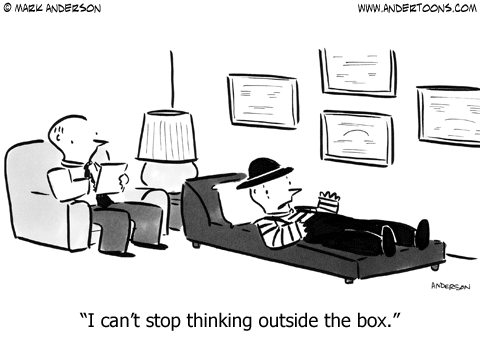 © MARK ANDERSON
WWW.ANDERTOONS.COM
ANDERSON
“I can’t stop thinking outside the box.”